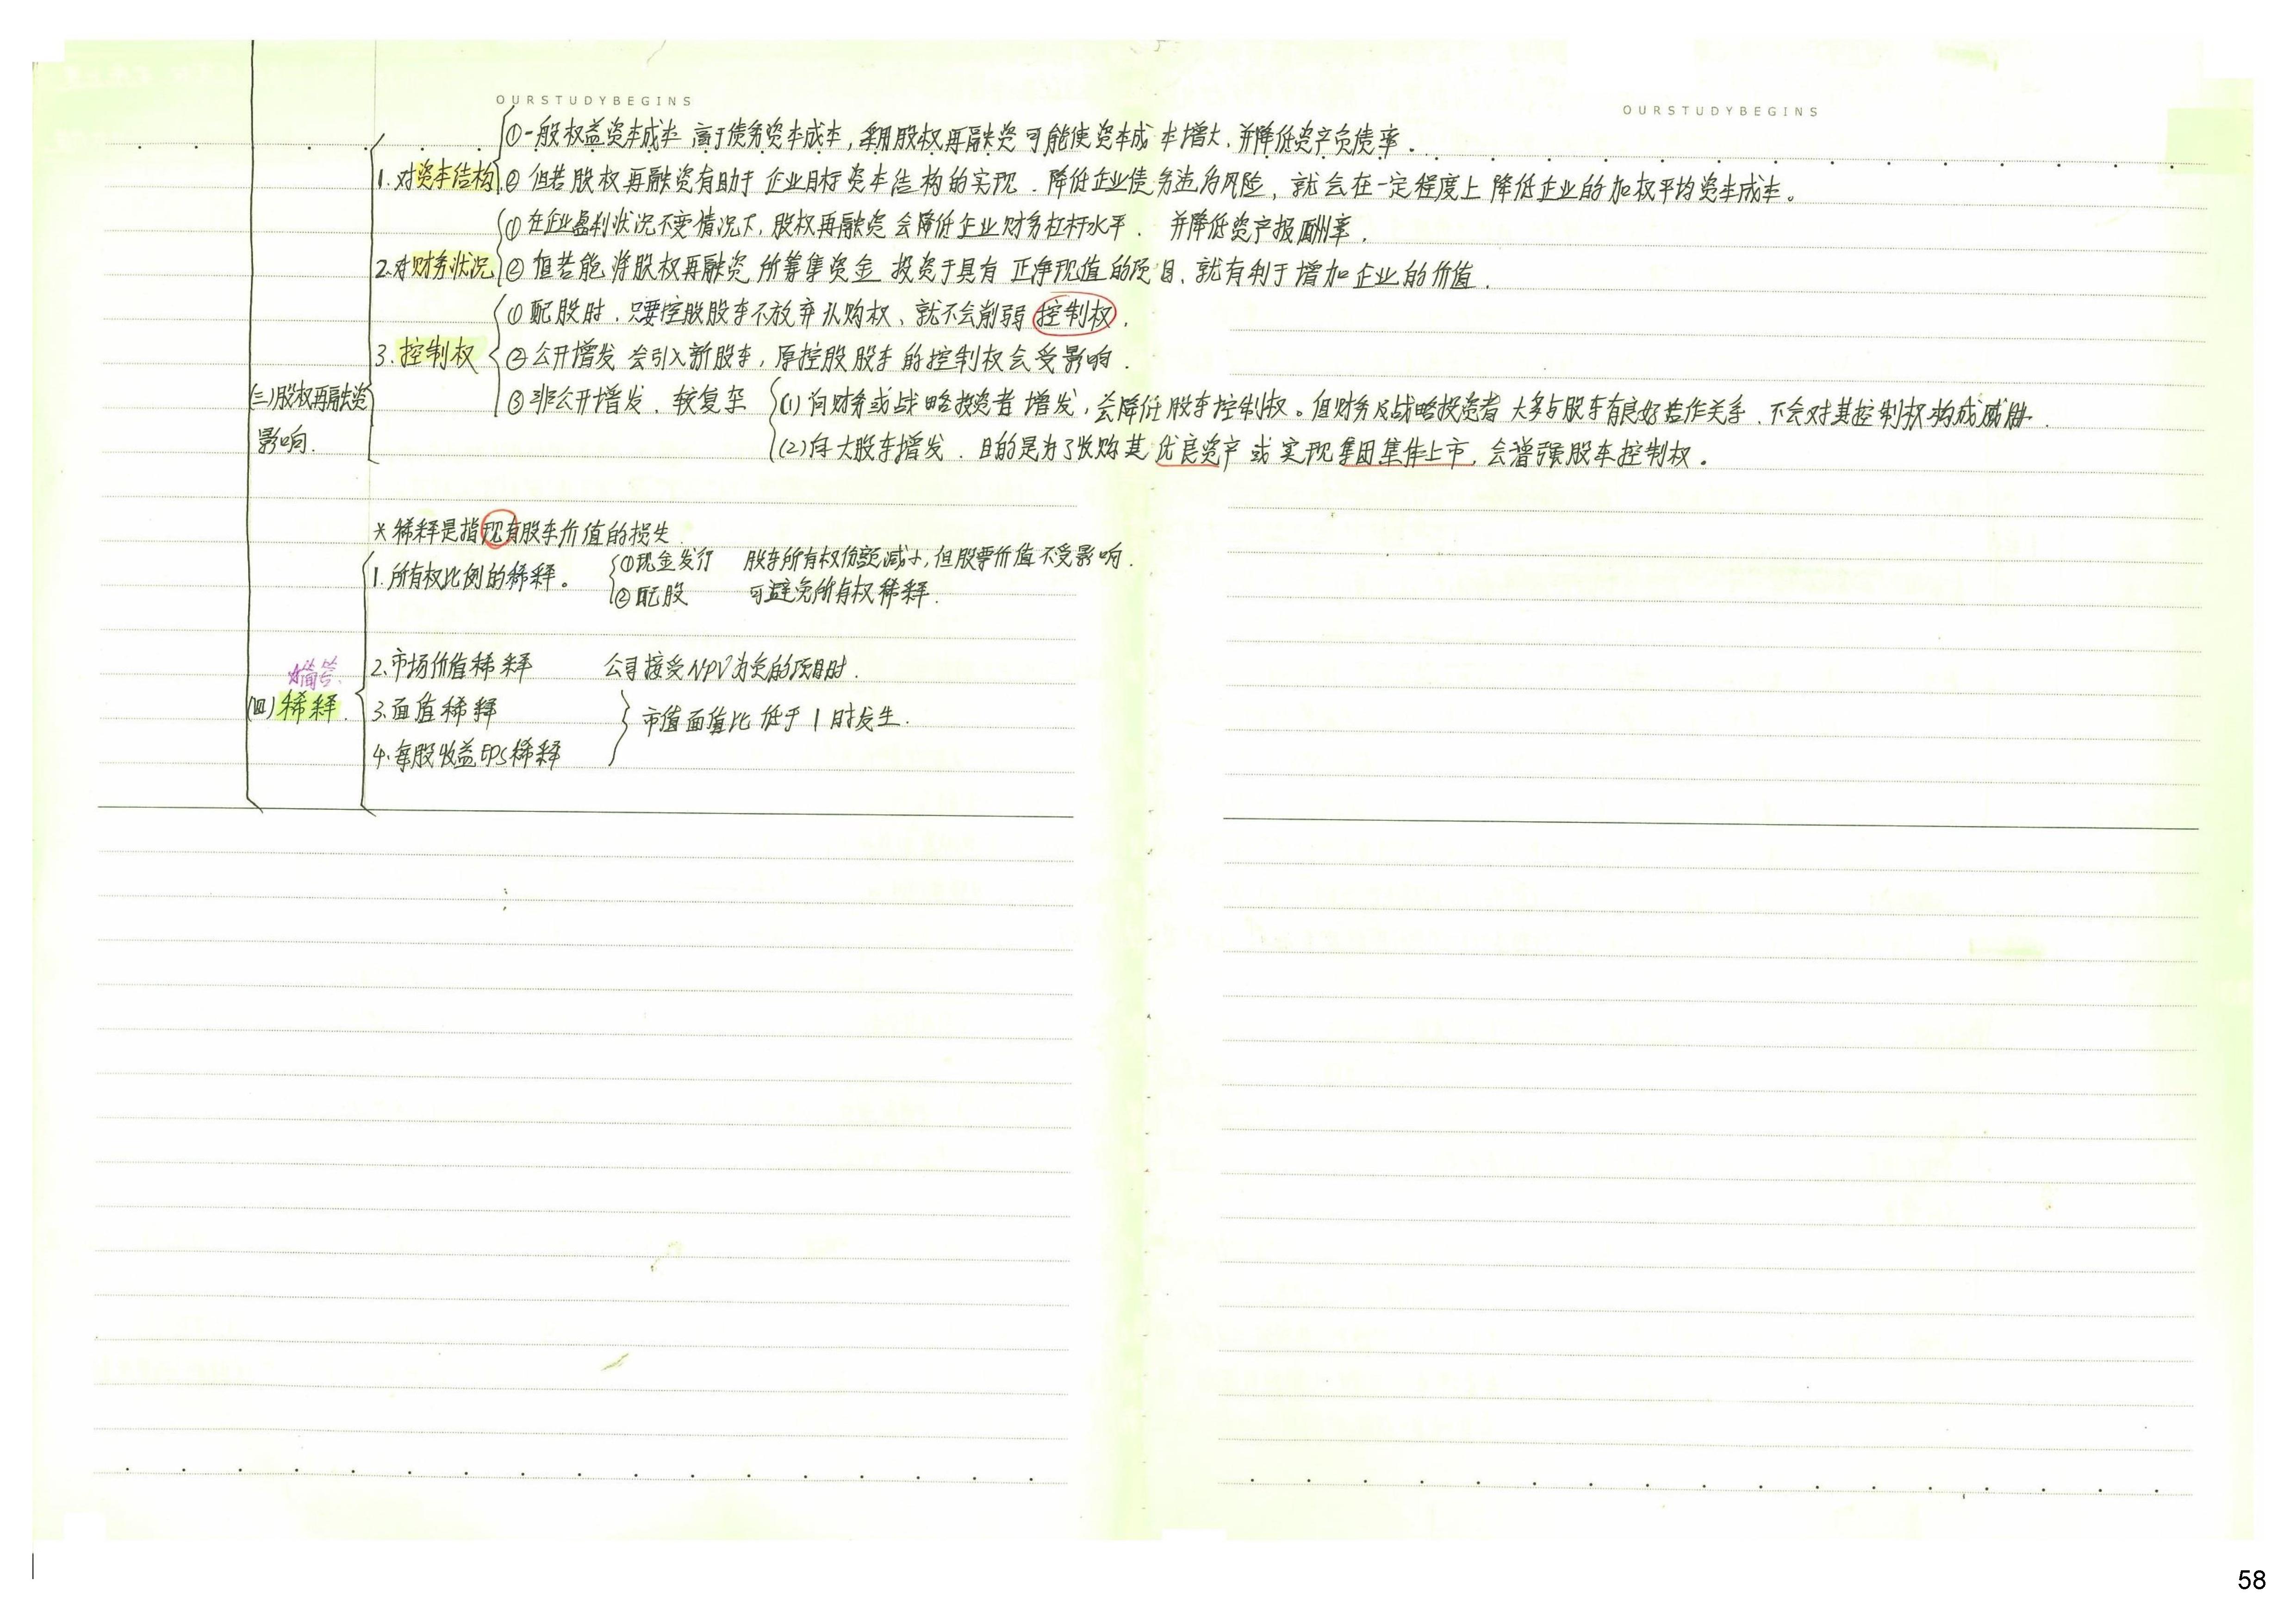 OURSTUDYBEGINS
OURSTUDYBEGINS
(三)股权再融资影响.
1.对资本结构
①一般权益资本成本 高于债务资本成本,采用股权再融资 可能使资本成本增大,并降低资产负债率.
②但若股权再融资有助于企业目标资本结构的实现.降低企业债务违约风险,就会在一定程度上降低企业的加权平均资本成本。
2.对财务状况
①在企业盈利状况不变情况下,股权再融资会降低企业财务杠杆水平.并降低资产报酬率.
②但若能将股权再融资所筹集资金 投资于具有正净现值的项目、就有利于增加企业的价值.
3.控制权
①配股时.只要控股股东不放弃认购权、就不会削弱控制权.
②公开增发会引入新股东,原控股股东的控制权会受影响.
③非公开增发.较复杂
(1)向财务或战略投资者增发,会降低股东控制权。但财务及战略投资者大多与股东有良好合作关系.不会对其控制权构成威胁.
(2)向大股东增发.目的是为了收购其优良资产或实现集团集体上市,会增强股东控制权.
☆简答.
(四)稀释.
*稀释是指现有股东价值的损失
1.所有权比例的稀释。
①现金发行 股东所有权份额减少,但股票价值不受影响.
②配股 可避免所有权稀释.
2.市场价值稀释 公司接受NPV为负的项目时.
3.面值稀释
4.每股收益EPS稀释
市值面值比低于1时发生.
58